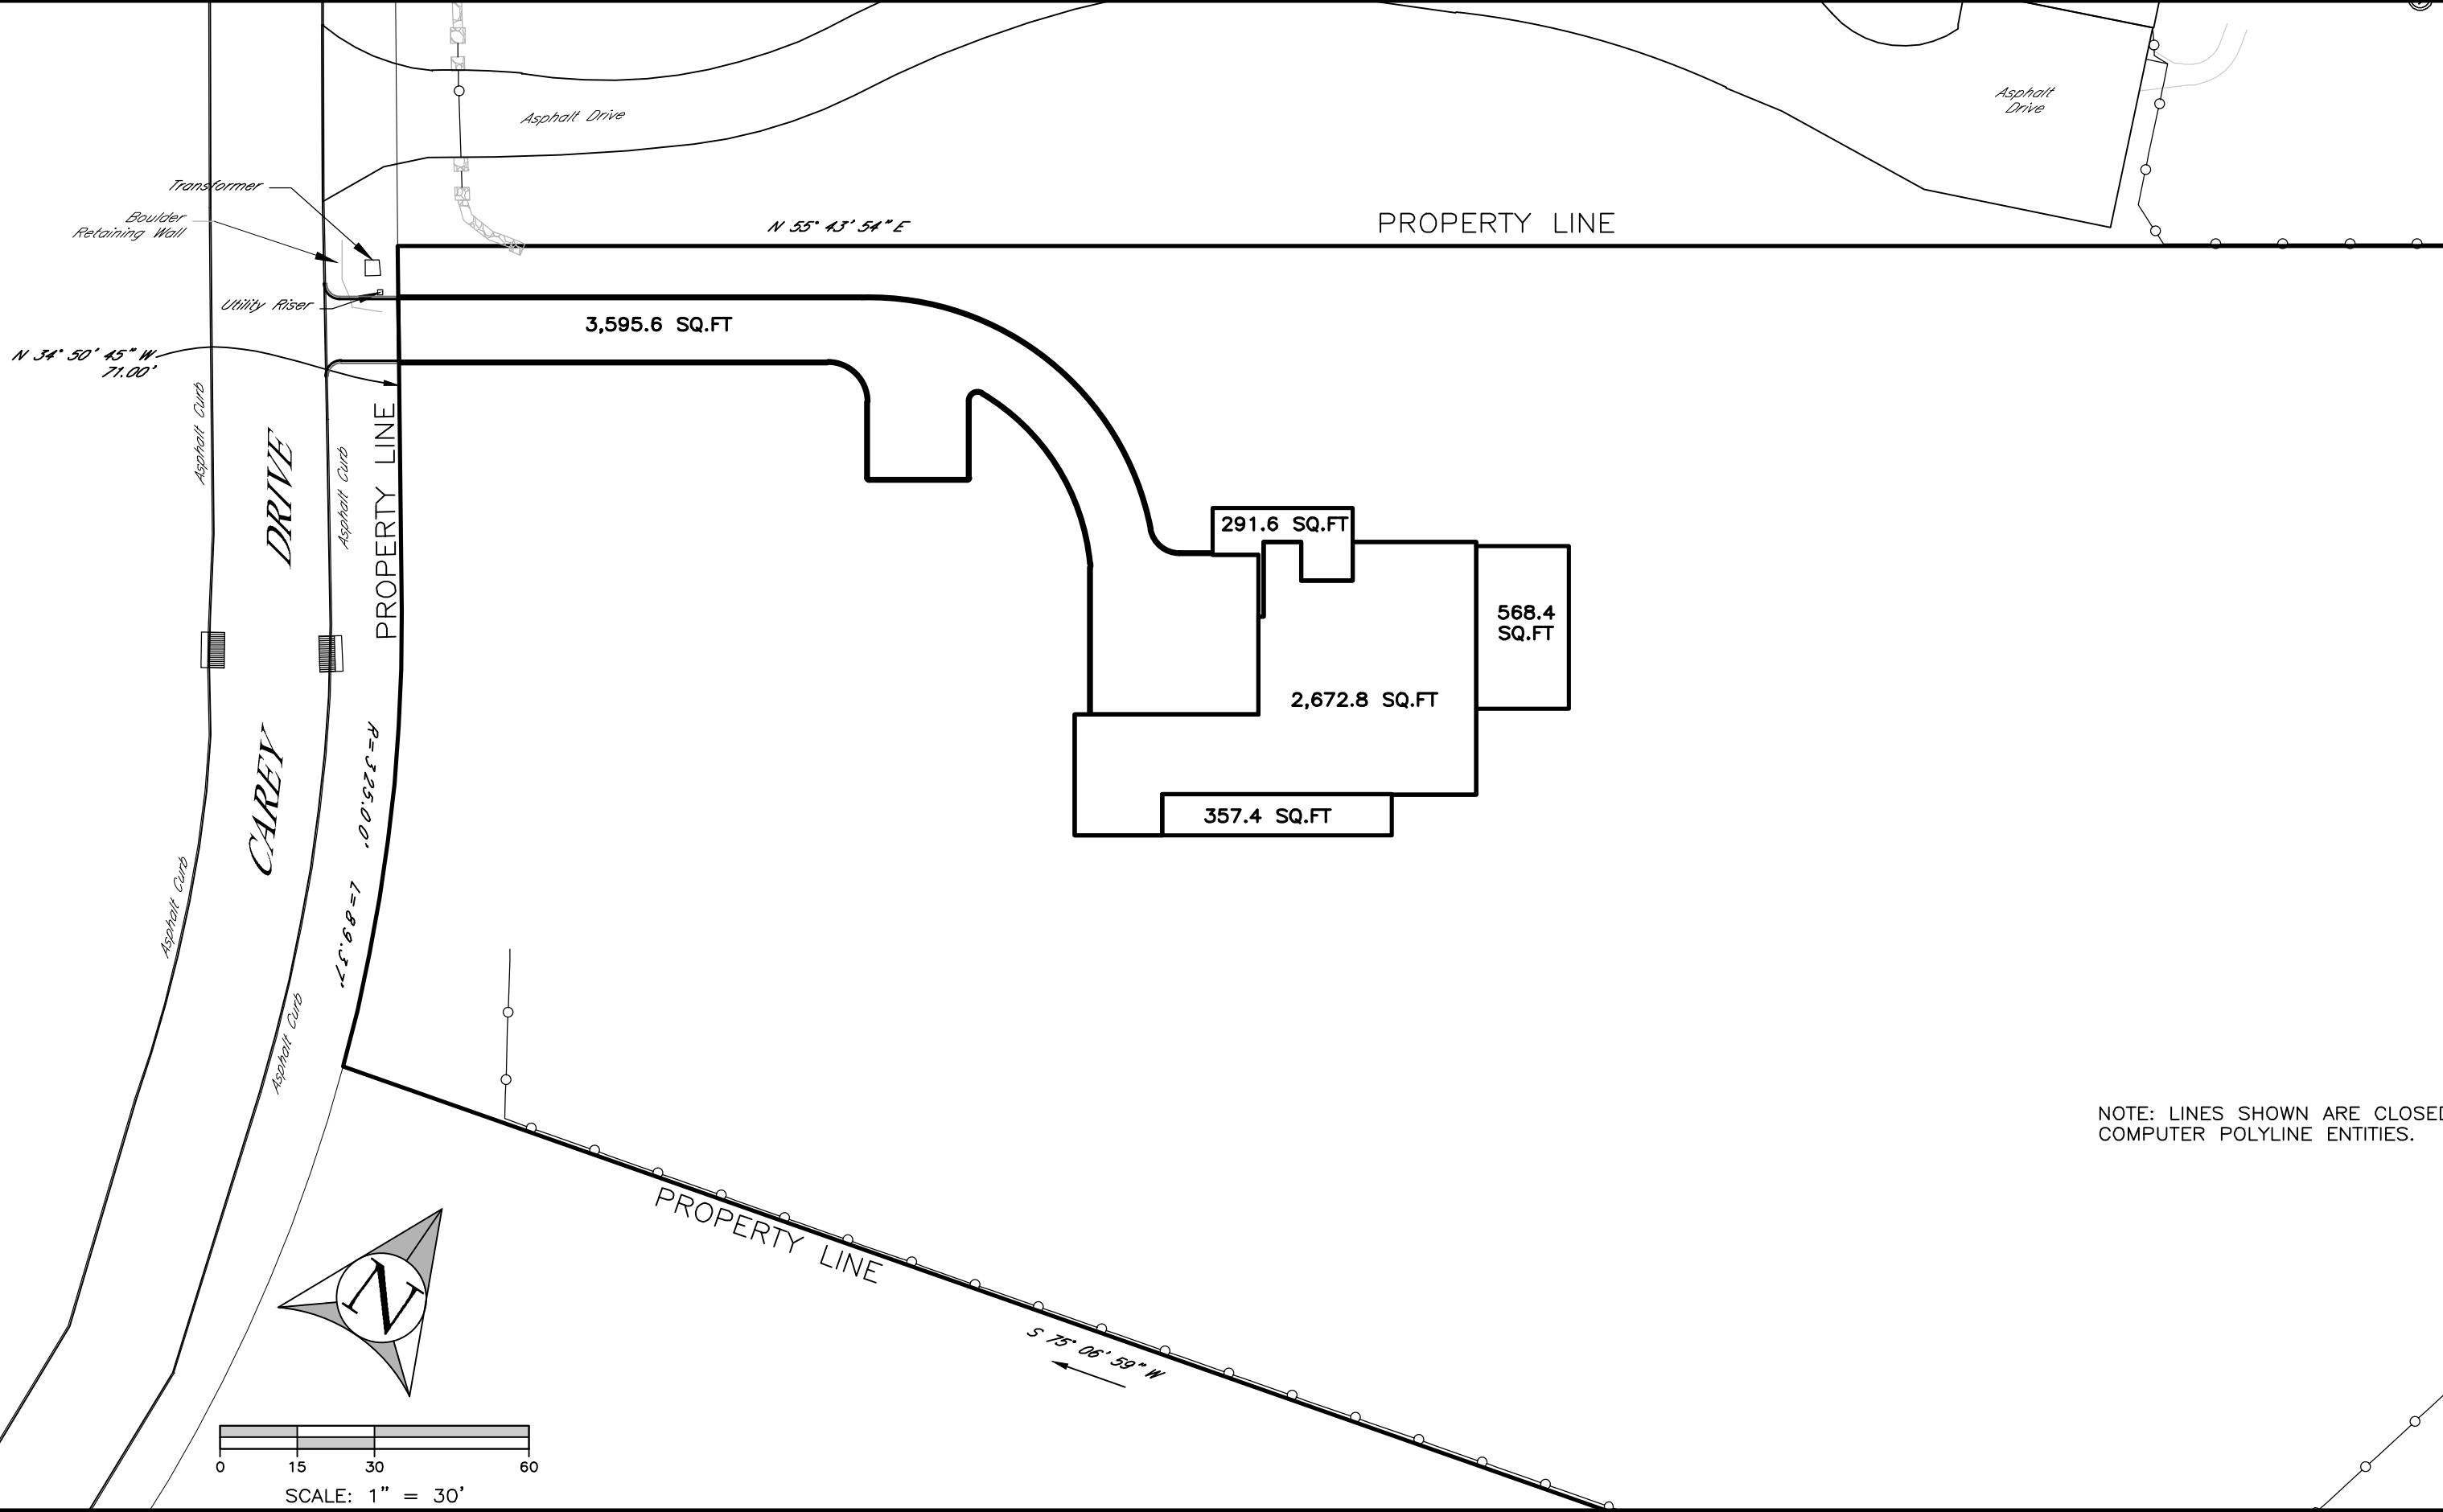 Asphalt Drive
Asphalt
Drive
Transformer
Boulder
Retaining Wall
N 55° 43' 54" E
PROPERTY LINE
Utility Riser
3,595.6 SQ.FT
N 34° 50' 45" W
71.00'
Asphalt Curb
DRIVE
Asphalt Curb
PROPERTY LINE
291.6 SQ.FT
568.4
SQ.FT
2,672.8 SQ.FT
357.4 SQ.FT
CAREY
R=325.00'
L=89.37'
Asphalt Curb
Asphalt Curb
NOTE: LINES SHOWN ARE CLOSED
COMPUTER POLYLINE ENTITIES.
PROPERTY LINE
N
S 75° 06' 59" W
0 15 30 60
SCALE: 1" = 30'